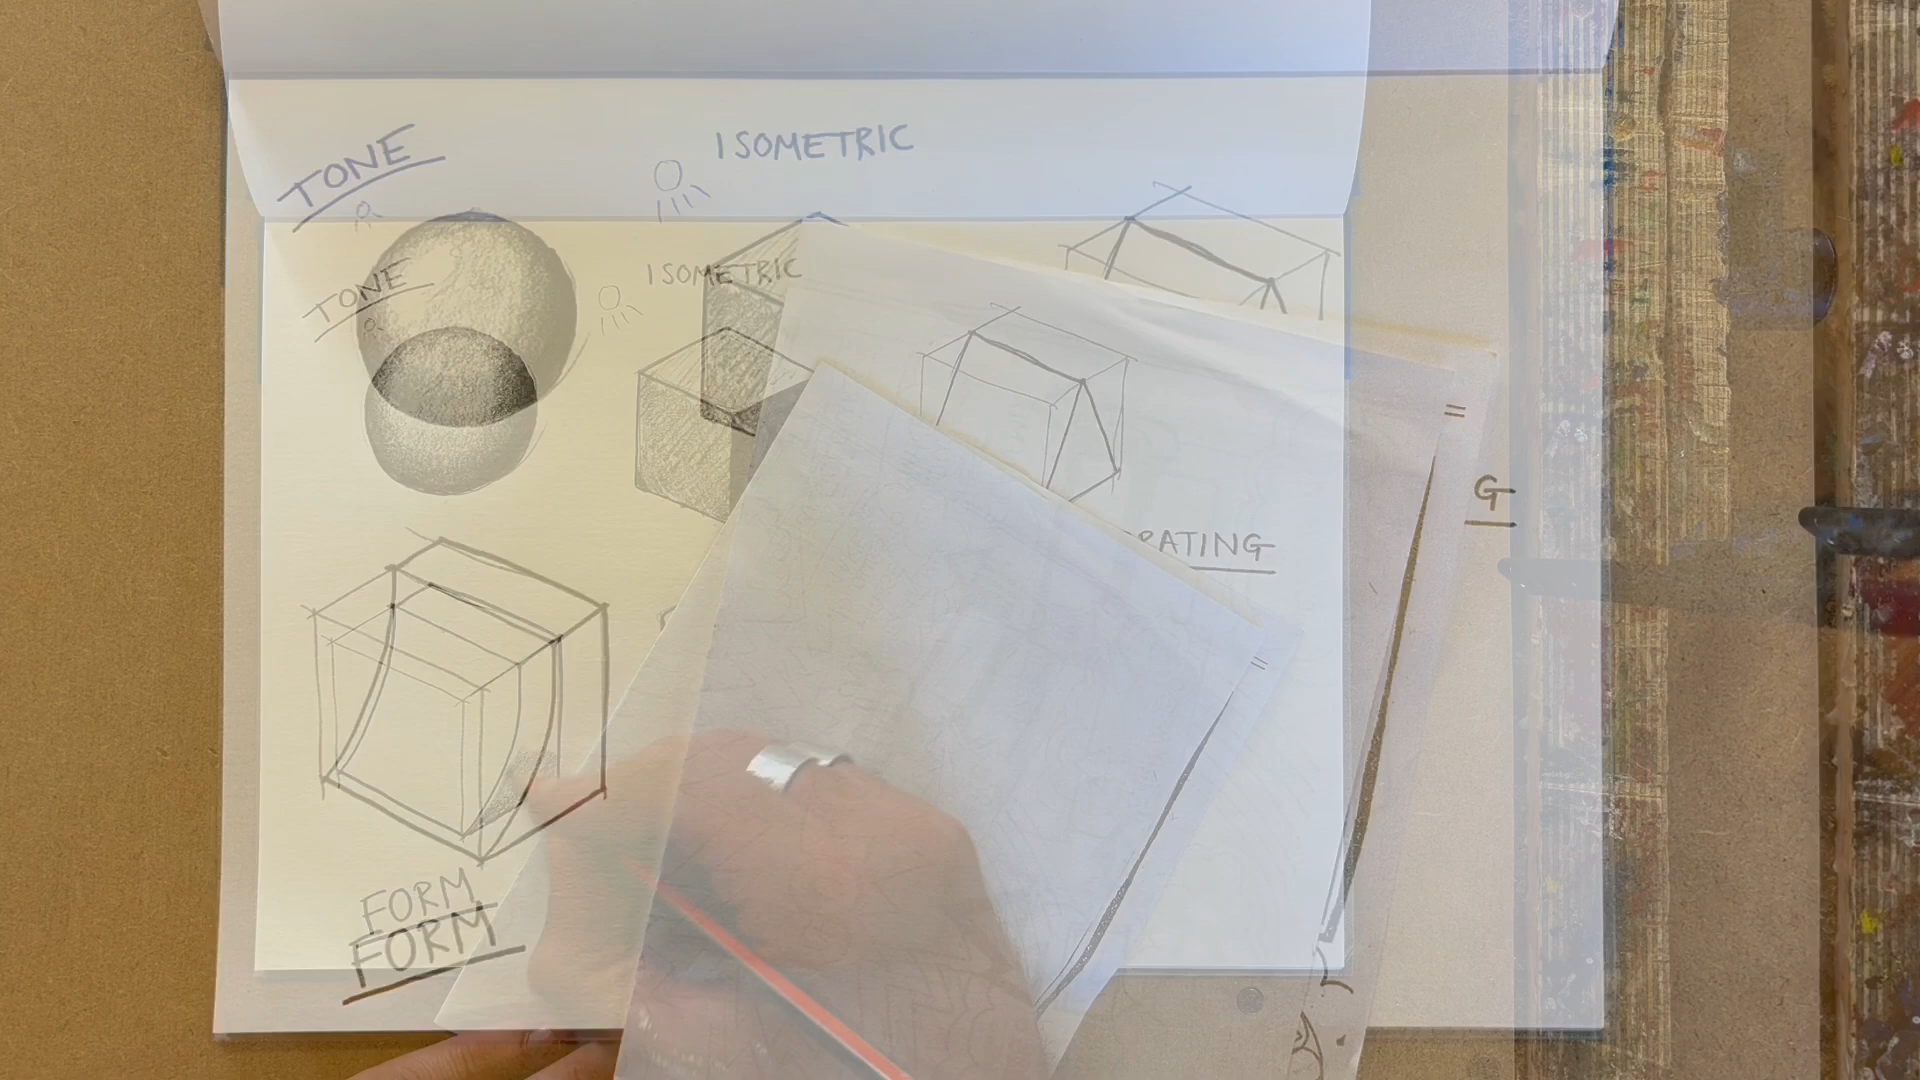 TONE
ISOMETRIC
TONE
ISOMETRIC
G
RATING
FORM
FORM